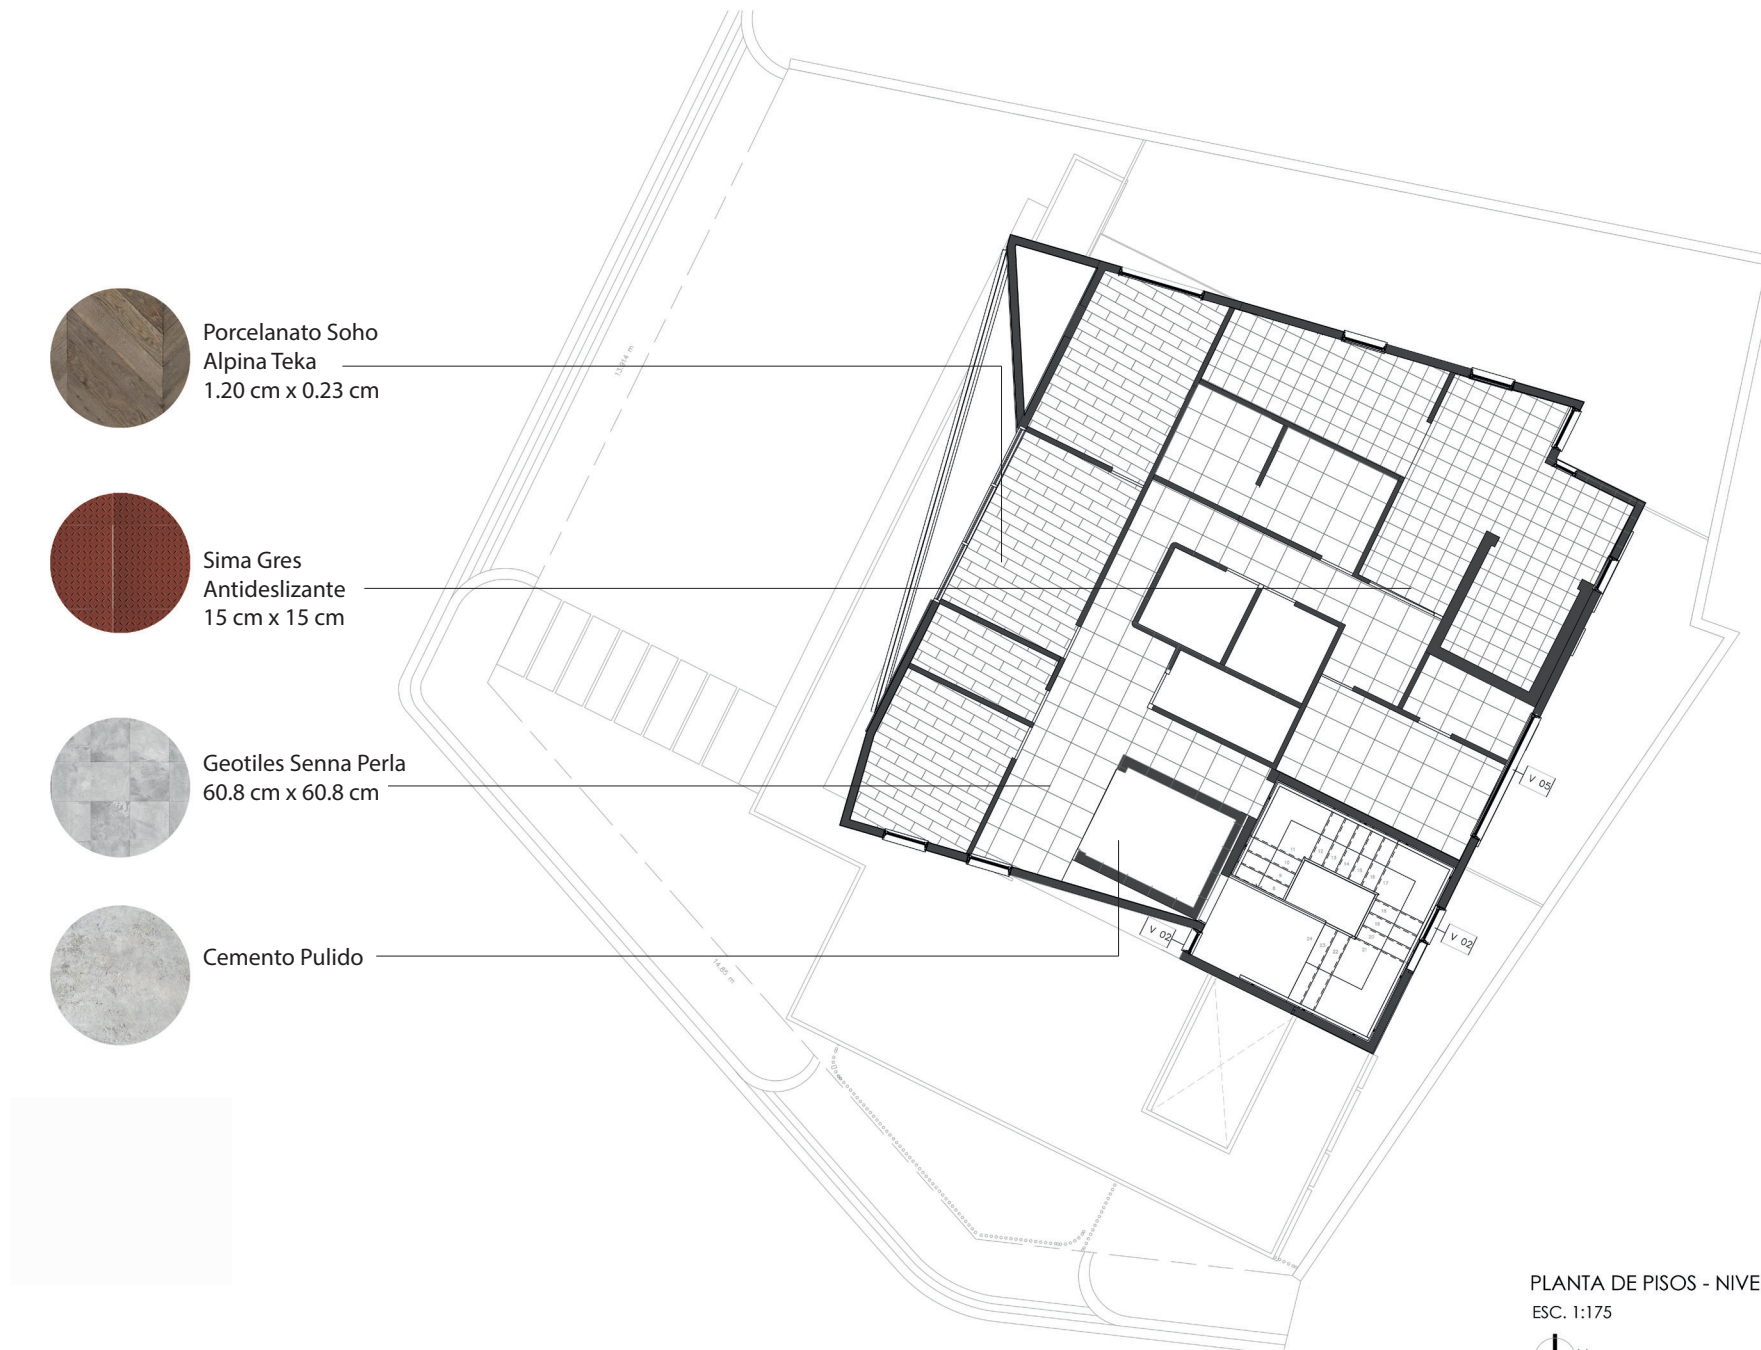 Porcelanato Soho
Alpina Teka
1.20 cm x 0.23 cm
Sima Gres
Antideslizante
15 cm x 15 cm
Geotiles Senna Perla
60.8 cm x 60.8 cm
Cemento Pulido
V 05
V 02
V 02
14.85 m
PLANTA DE PISOS - NIVE
ESC. 1:175